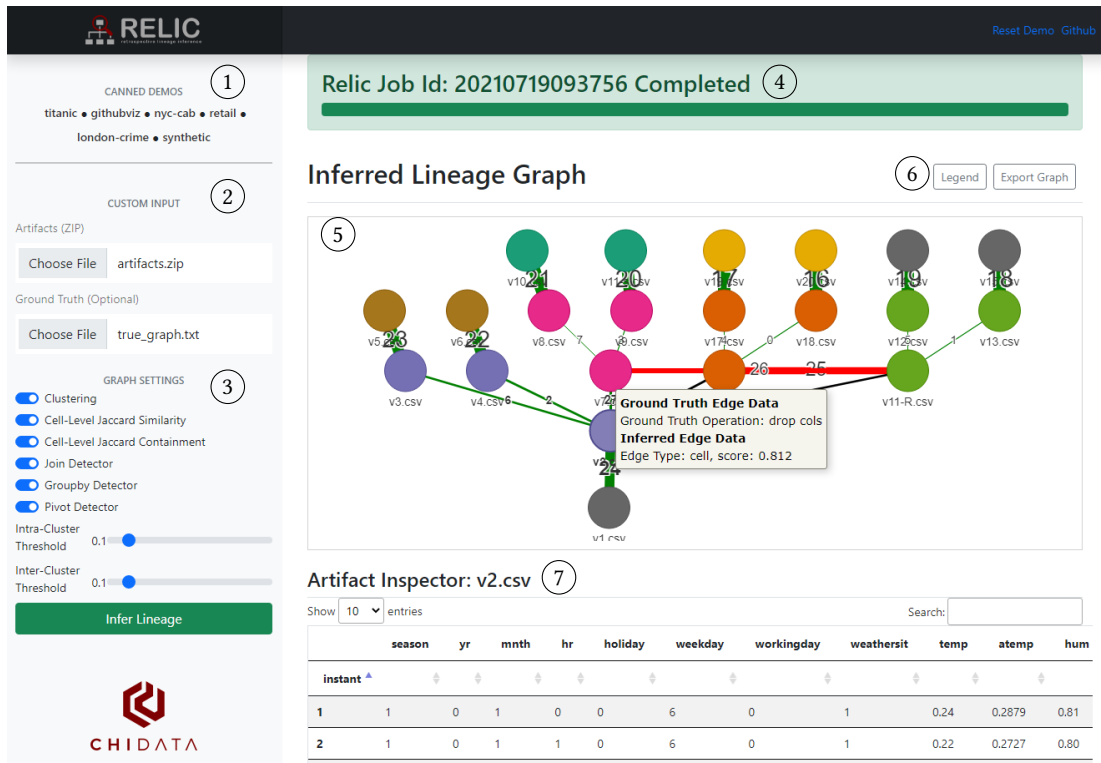 RELIC
retrospective lineage inference
Reset Demo Github
CANNED DEMOS
1
titanic ● githubviz ● nyc-cab ● retail ●
london-crime ● synthetic
2
CUSTOM INPUT
Artifacts (ZIP)
Choose File artifacts.zip
Ground Truth (Optional)
Choose File true_graph.txt
GRAPH SETTINGS
3
Clustering
Cell-Level Jaccard Similarity
Cell-Level Jaccard Containment
Join Detector
Groupby Detector
Pivot Detector
Intra-Cluster
Threshold 0.1
Inter-Cluster
Threshold 0.1
Infer Lineage
CHIDATA
Relic Job Id: 20210719093756 Completed
4
Inferred Lineage Graph
6
Legend Export Graph
5
21 20 17 16 19 18
23 22
v8.csv 7 v9.csv v17.csv 0 v18.csv v12.csv 1 v13.csv
26 25
v3.csv v4.csv 6 2 v11-R.csv
24
v1.csv
Ground Truth Edge Data
Ground Truth Operation: drop cols
Inferred Edge Data
Edge Type: cell, score: 0.812
Artifact Inspector: v2.csv
7
Show 10 entries Search:
season yr mnth hr holiday weekday workingday weathersit temp atemp hum
instant
1 1 0 1 0 0 6 0 1 0.24 0.2879 0.81
2 1 0 1 1 0 6 0 1 0.22 0.2727 0.80